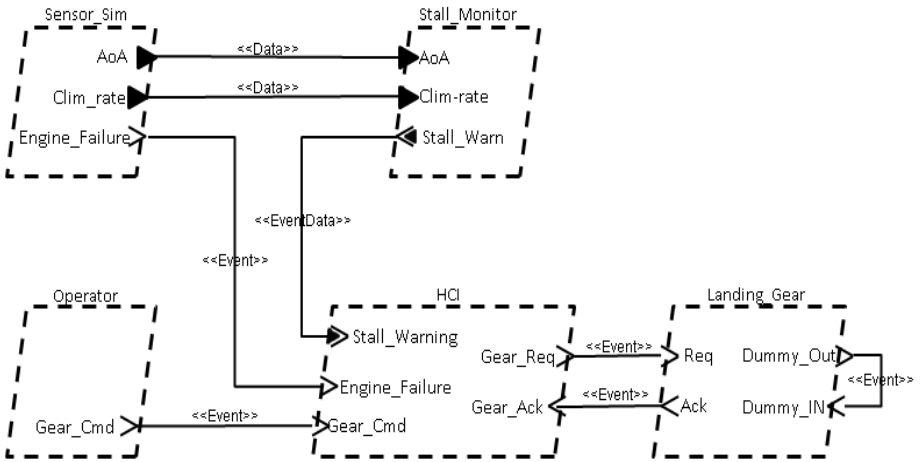 Sensor_Sim
Stall_Monitor
AoA
<<Data>>
AoA
Clim_rate
<<Data>>
Clim-rate
Engine_Failure
Stall_Warn
<<EventData>>
<<Event>>
Operator
HCI
Landing_Gear
Stall_Warning
Gear_Req
<<Event>>
Req
Dummy_Out
<<Event>>
Engine_Failure
Gear_Ack
<<Event>>
Ack
Dummy_IN
Gear_Cmd
<<Event>>
Gear_Cmd